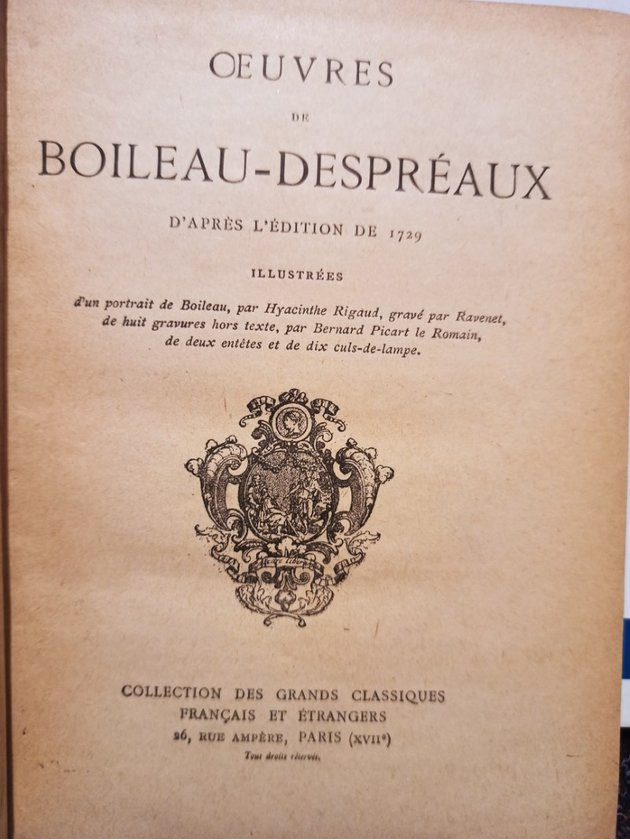 ŒUVRES
DE
BOILEAU-DESPRÉAUX
D'APRÈS L'ÉDITION DE 1729
ILLUSTRÉES
d'un portrait de Boileau, par Hyacinthe Rigaud, gravé par Ravenet,
de huit gravures hors texte, par Bernard Picart le Romain,
de deux entêtes et de dix culs-de-lampe.
COLLECTION DES GRANDS CLASSIQUES
FRANÇAIS ET ÉTRANGERS
26, RUE AMPÈRE, PARIS (XVIIe)
Tous droits réservés.